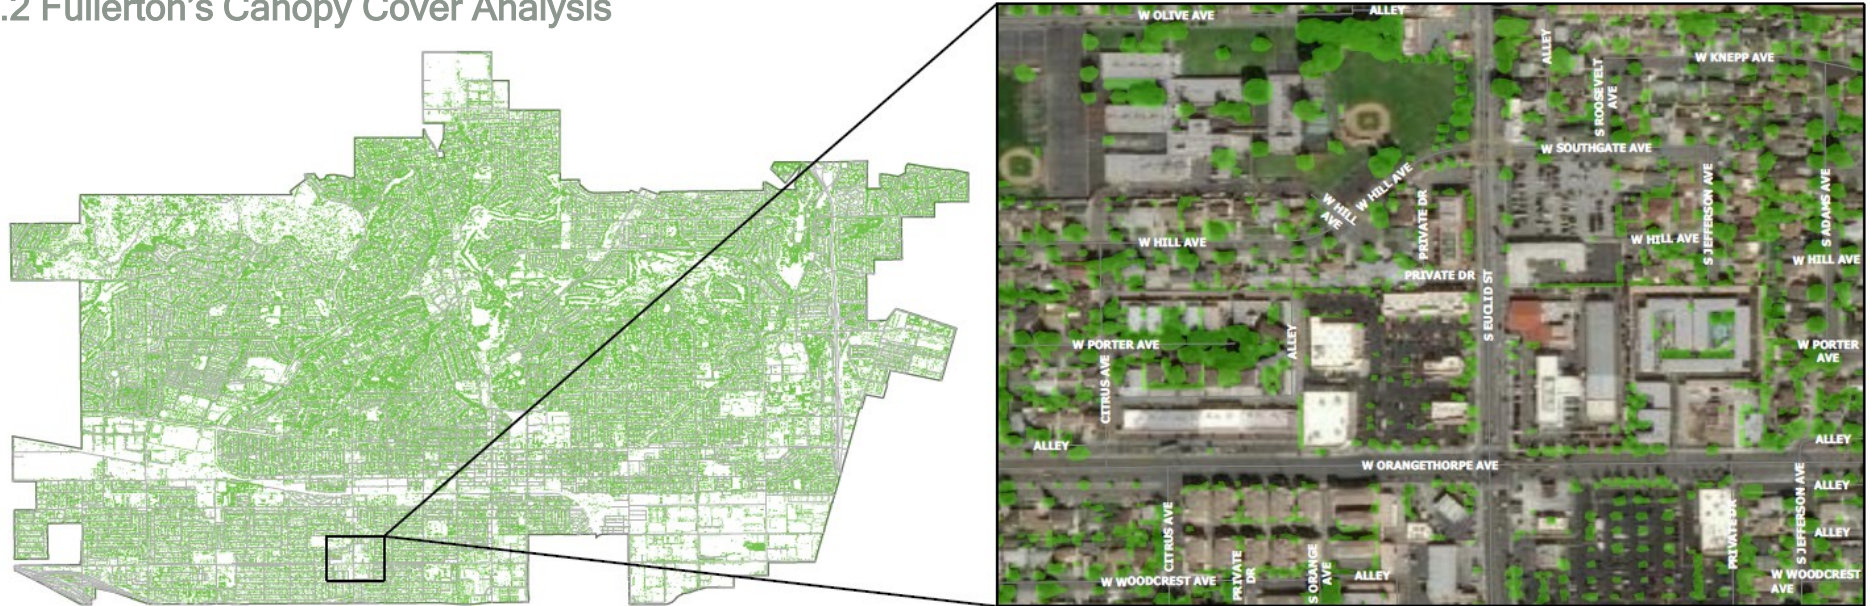 .2 Fullerton's Canopy Cover Analysis
W OLIVE AVE
ALLEY
ALLEY
W KNEPP AVE
S ROOSEVELT
AVE
W SOUTHGATE AVE
W HILL AVE
W HILL
AVE
PRIVATE DR
S JEFFERSON AVE
S ADAMS AVE
W HILL AVE
W HILL AVE
W HILL AVE
PRIVATE DR
S EUCLID ST
ALLEY
W PORTER AVE
W PORTER
AVE
CITRUS AVE
ALLEY
ALLEY
W ORANGETHORPE AVE
ALLEY
CITRUS AVE
PRIVATE
DR
S ORANGE
AVE
ALLEY
PRIVATE DR
S JEFFERSON AVE
ALLEY
W WOODCREST AVE
W WOODCREST
AVE